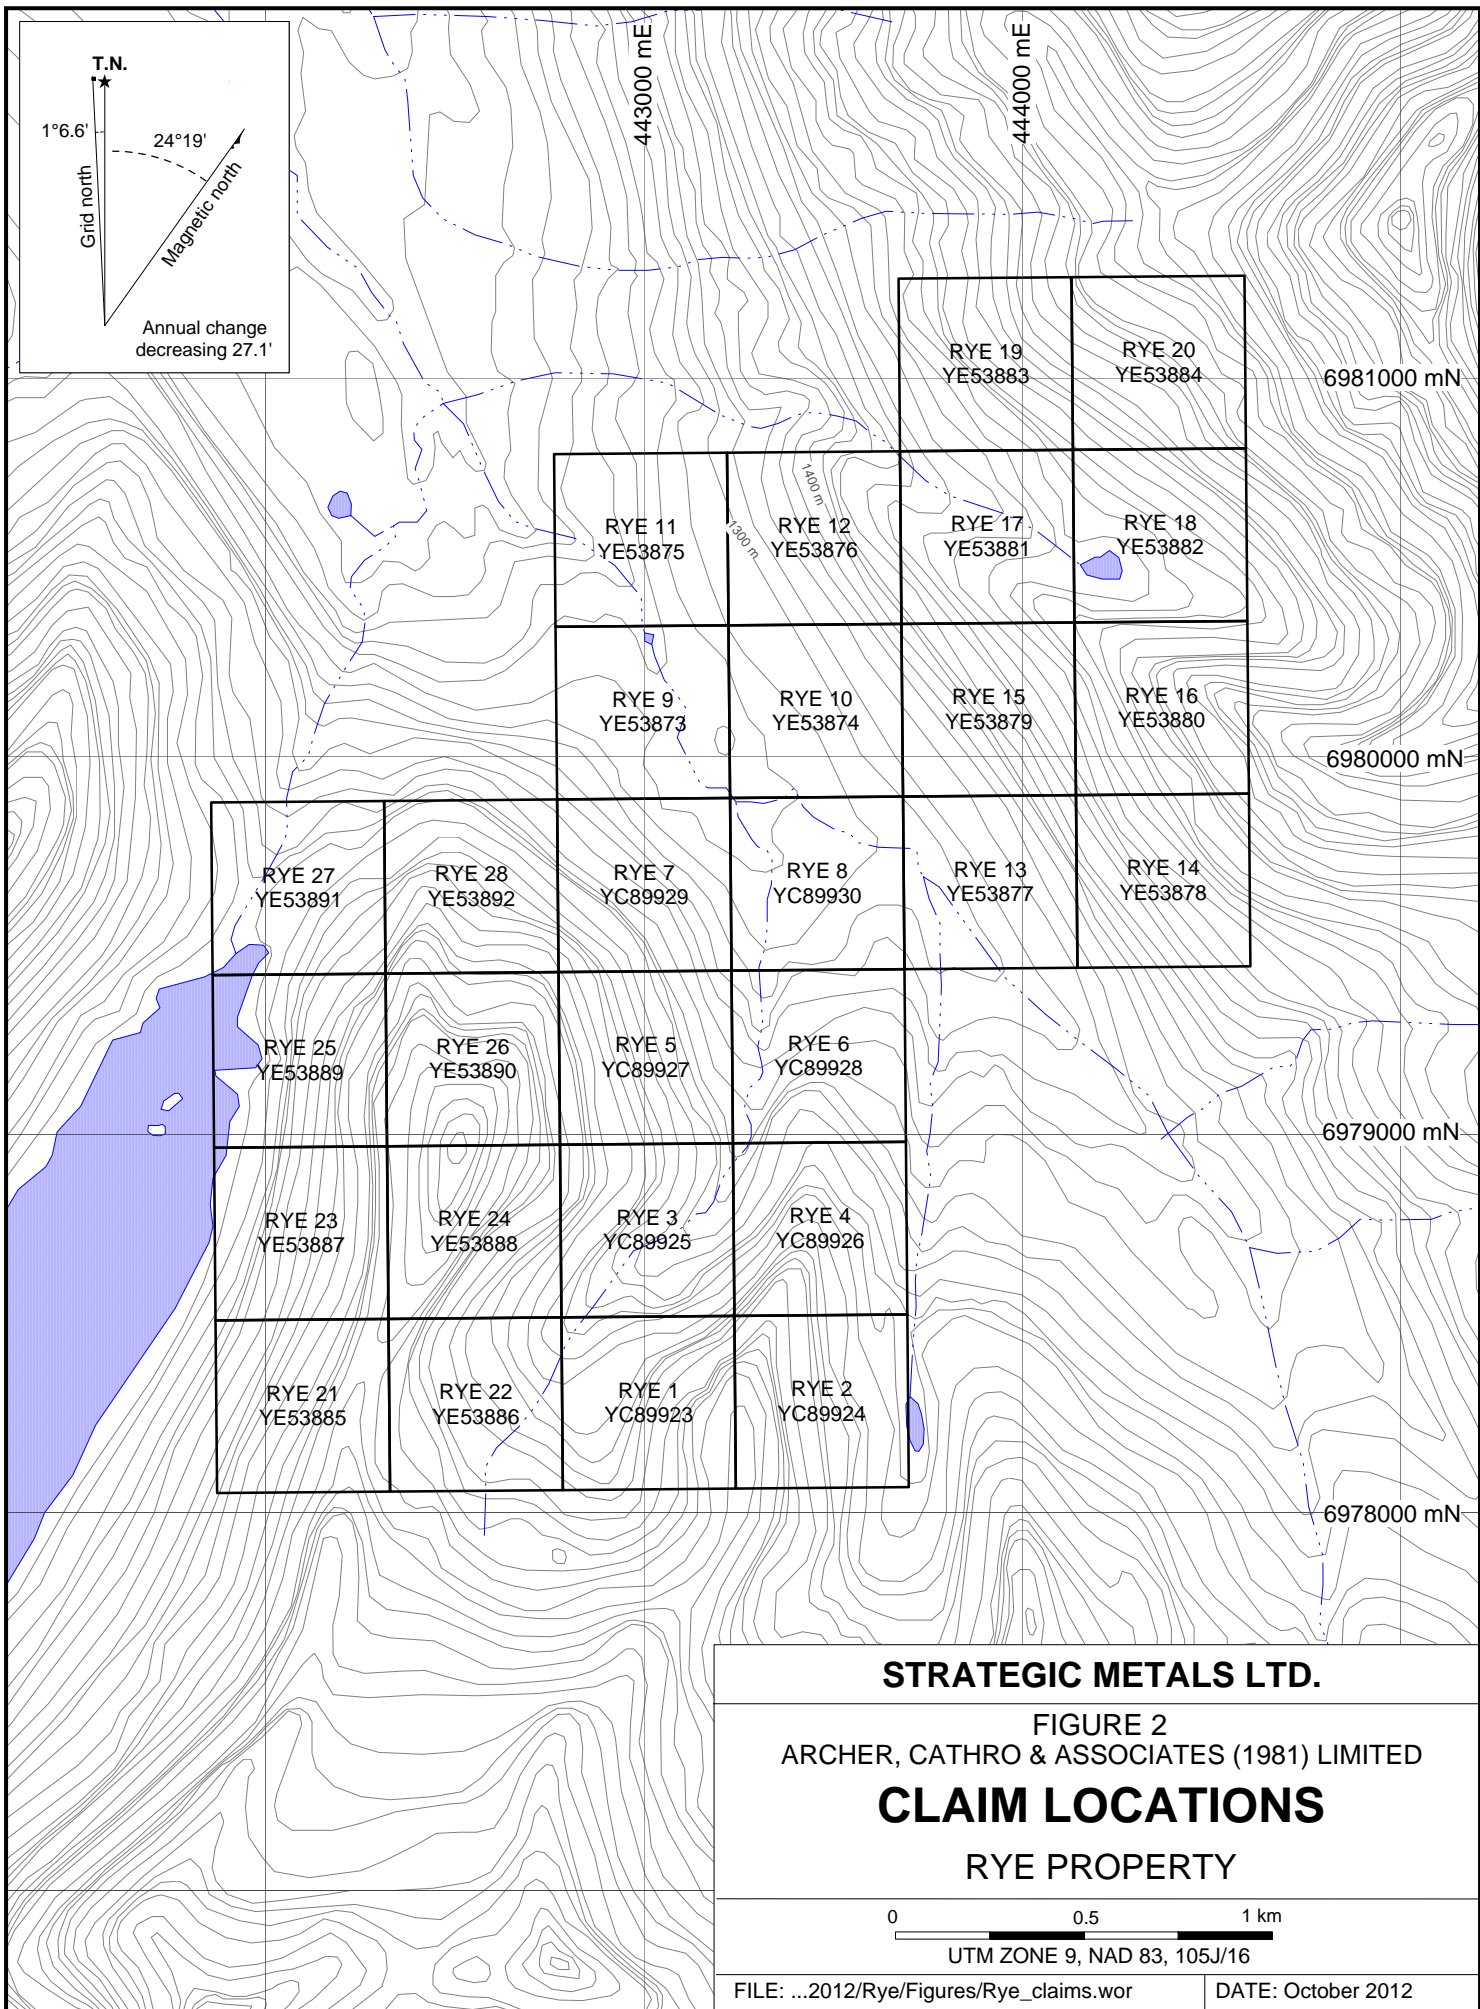 T.N.
1°6.6'
24°19'
Grid north
Magnetic north
Annual change
decreasing 27.1'
443000 mE
444000 mE
6981000 mN
6980000 mN
6979000 mN
6978000 mN
1400 m
1300 m
RYE 19
YE53883
RYE 20
YE53884
RYE 11
YE53875
RYE 12
YE53876
RYE 17
YE53881
RYE 18
YE53882
RYE 9
YE53873
RYE 10
YE53874
RYE 15
YE53879
RYE 16
YE53880
RYE 27
YE53891
RYE 28
YE53892
RYE 7
YC89929
RYE 8
YC89930
RYE 13
YE53877
RYE 14
YE53878
RYE 25
YE53889
RYE 26
YE53890
RYE 5
YC89927
RYE 6
YC89928
RYE 23
YE53887
RYE 24
YE53888
RYE 3
YC89925
RYE 4
YC89926
RYE 21
YE53885
RYE 22
YE53886
RYE 1
YC89923
RYE 2
YC89924
STRATEGIC METALS LTD.
FIGURE 2
ARCHER, CATHRO & ASSOCIATES (1981) LIMITED
CLAIM LOCATIONS
RYE PROPERTY
0 0.5 1 km
UTM ZONE 9, NAD 83, 105J/16
FILE: ...2012/Rye/Figures/Rye_claims.wor
DATE: October 2012